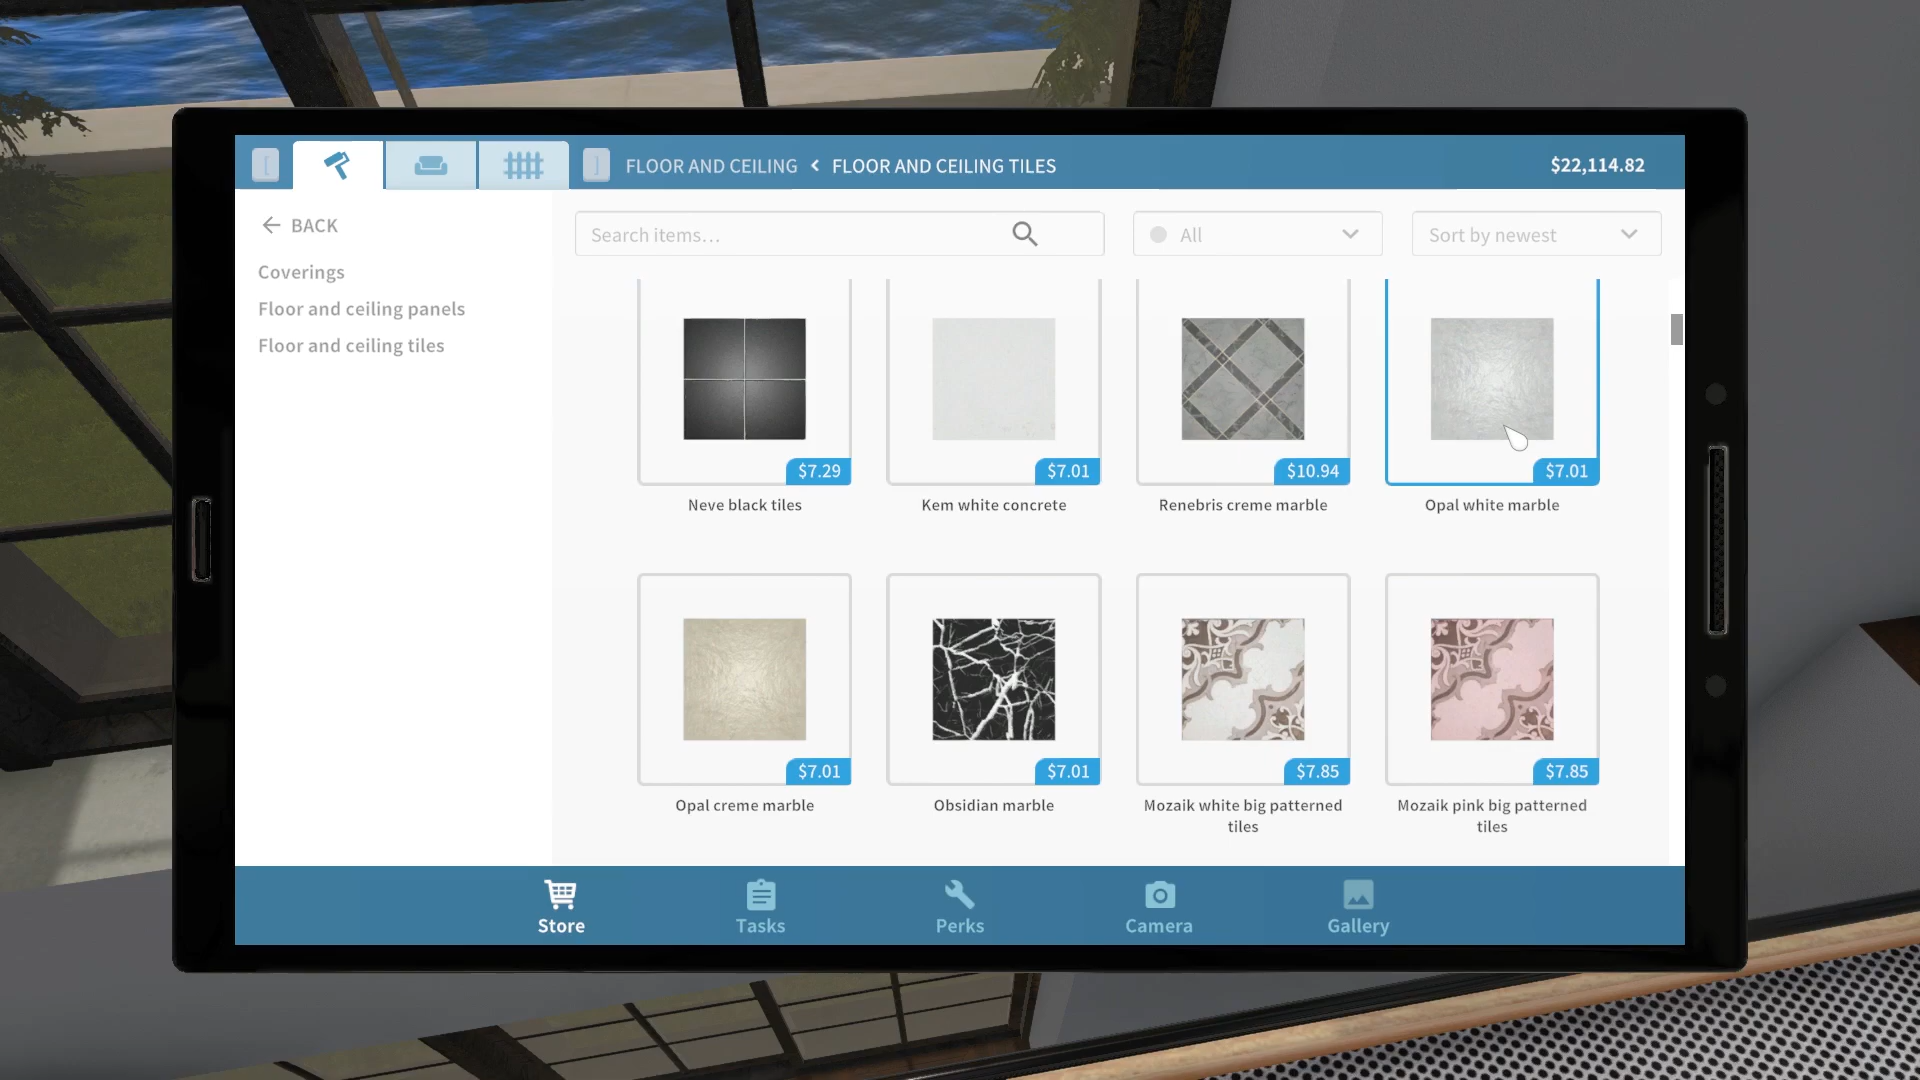 [
]
FLOOR AND CEILING < FLOOR AND CEILING TILES
$22,114.82
BACK
Coverings
Floor and ceiling panels
Floor and ceiling tiles
Search items...
All
Sort by newest
$7.29
$7.01
$10.94
$7.01
Neve black tiles
Kem white concrete
Renebris creme marble
Opal white marble
$7.01
$7.01
$7.85
$7.85
Opal creme marble
Obsidian marble
Mozaik white big patterned
tiles
Mozaik pink big patterned
tiles
Store
Tasks
Perks
Camera
Gallery